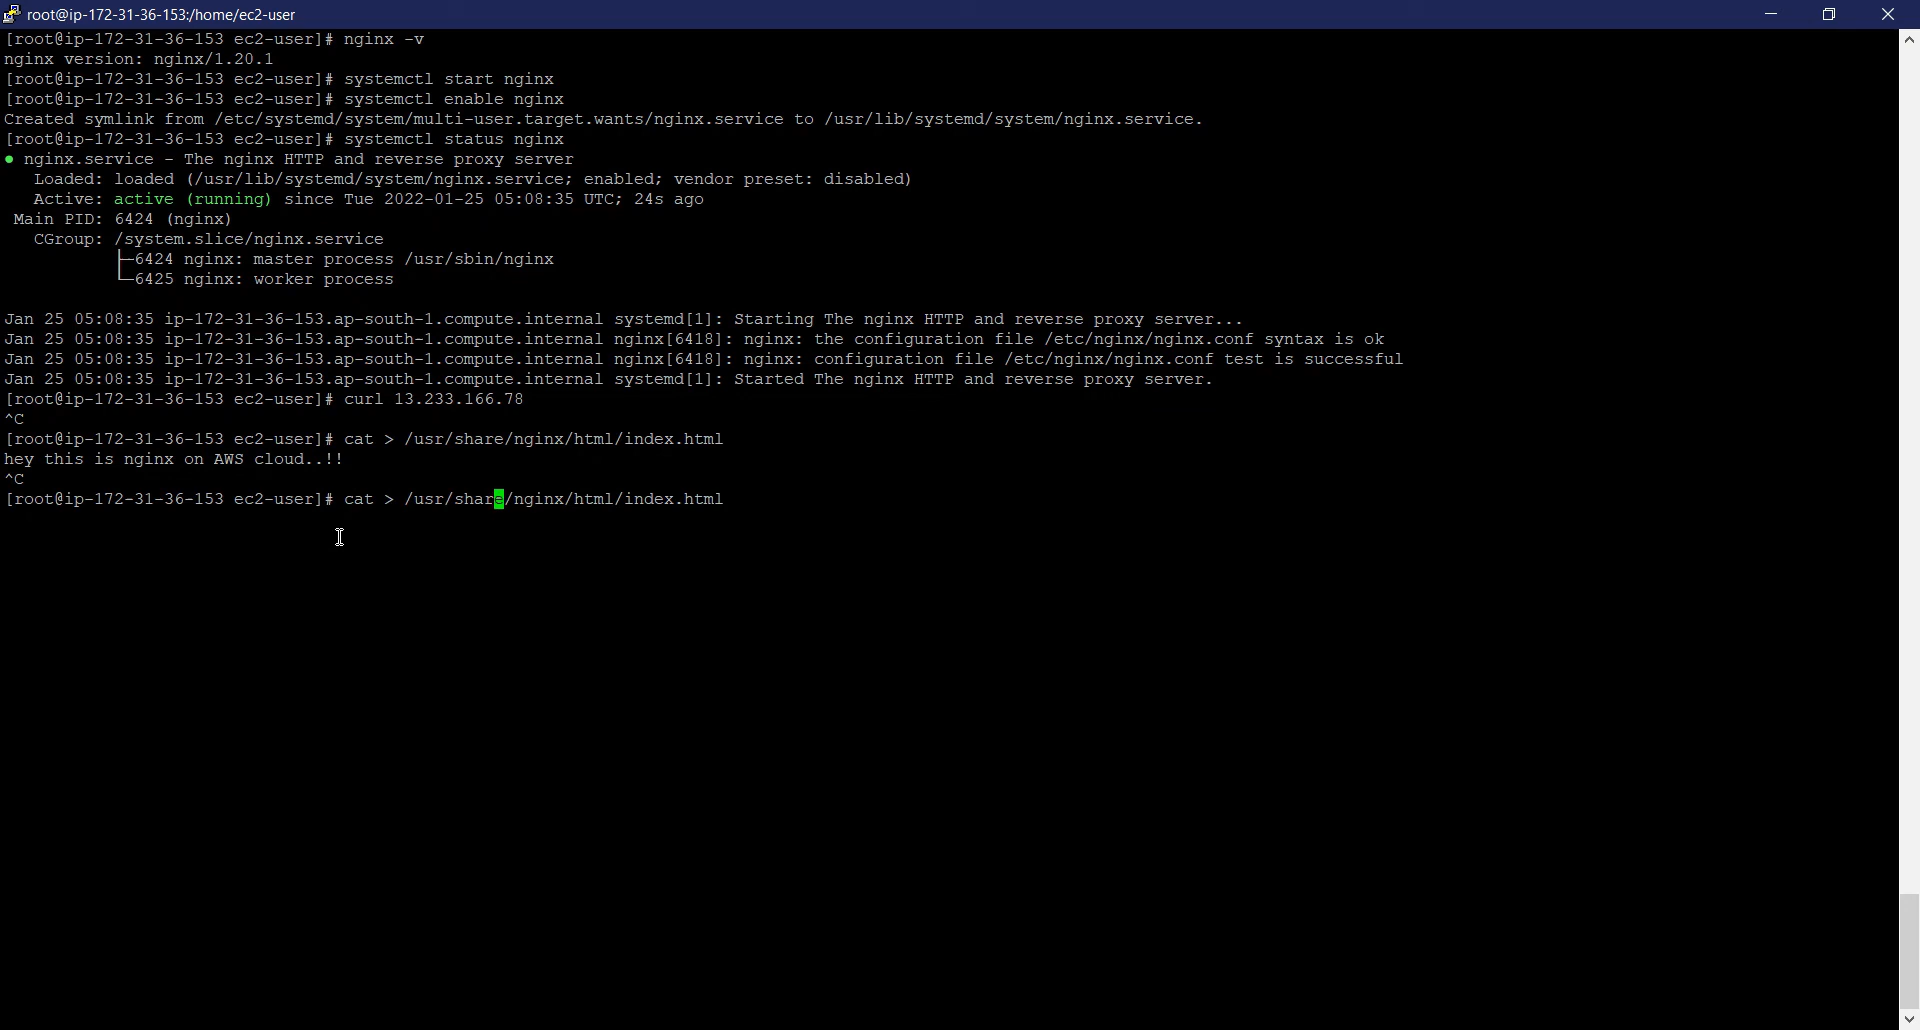 root@ip-172-31-36-153:/home/ec2-user
[root@ip-172-31-36-153 ec2-user]# nginx -v
nginx version: nginx/1.20.1
[root@ip-172-31-36-153 ec2-user]# systemctl start nginx
[root@ip-172-31-36-153 ec2-user]# systemctl enable nginx
Created symlink from /etc/systemd/system/multi-user.target.wants/nginx.service to /usr/lib/systemd/system/nginx.service.
[root@ip-172-31-36-153 ec2-user]# systemctl status nginx
● nginx.service - The nginx HTTP and reverse proxy server
   Loaded: loaded (/usr/lib/systemd/system/nginx.service; enabled; vendor preset: disabled)
   Active: active (running) since Tue 2022-01-25 05:08:35 UTC; 24s ago
 Main PID: 6424 (nginx)
   CGroup: /system.slice/nginx.service
           ├─6424 nginx: master process /usr/sbin/nginx
           └─6425 nginx: worker process
Jan 25 05:08:35 ip-172-31-36-153.ap-south-1.compute.internal systemd[1]: Starting The nginx HTTP and reverse proxy server...
Jan 25 05:08:35 ip-172-31-36-153.ap-south-1.compute.internal nginx[6418]: nginx: the configuration file /etc/nginx/nginx.conf syntax is ok
Jan 25 05:08:35 ip-172-31-36-153.ap-south-1.compute.internal nginx[6418]: nginx: configuration file /etc/nginx/nginx.conf test is successful
Jan 25 05:08:35 ip-172-31-36-153.ap-south-1.compute.internal systemd[1]: Started The nginx HTTP and reverse proxy server.
[root@ip-172-31-36-153 ec2-user]# curl 13.233.166.78
^C
[root@ip-172-31-36-153 ec2-user]# cat > /usr/share/nginx/html/index.html
hey this is nginx on AWS cloud..!!
^C
[root@ip-172-31-36-153 ec2-user]# cat > /usr/share/nginx/html/index.html